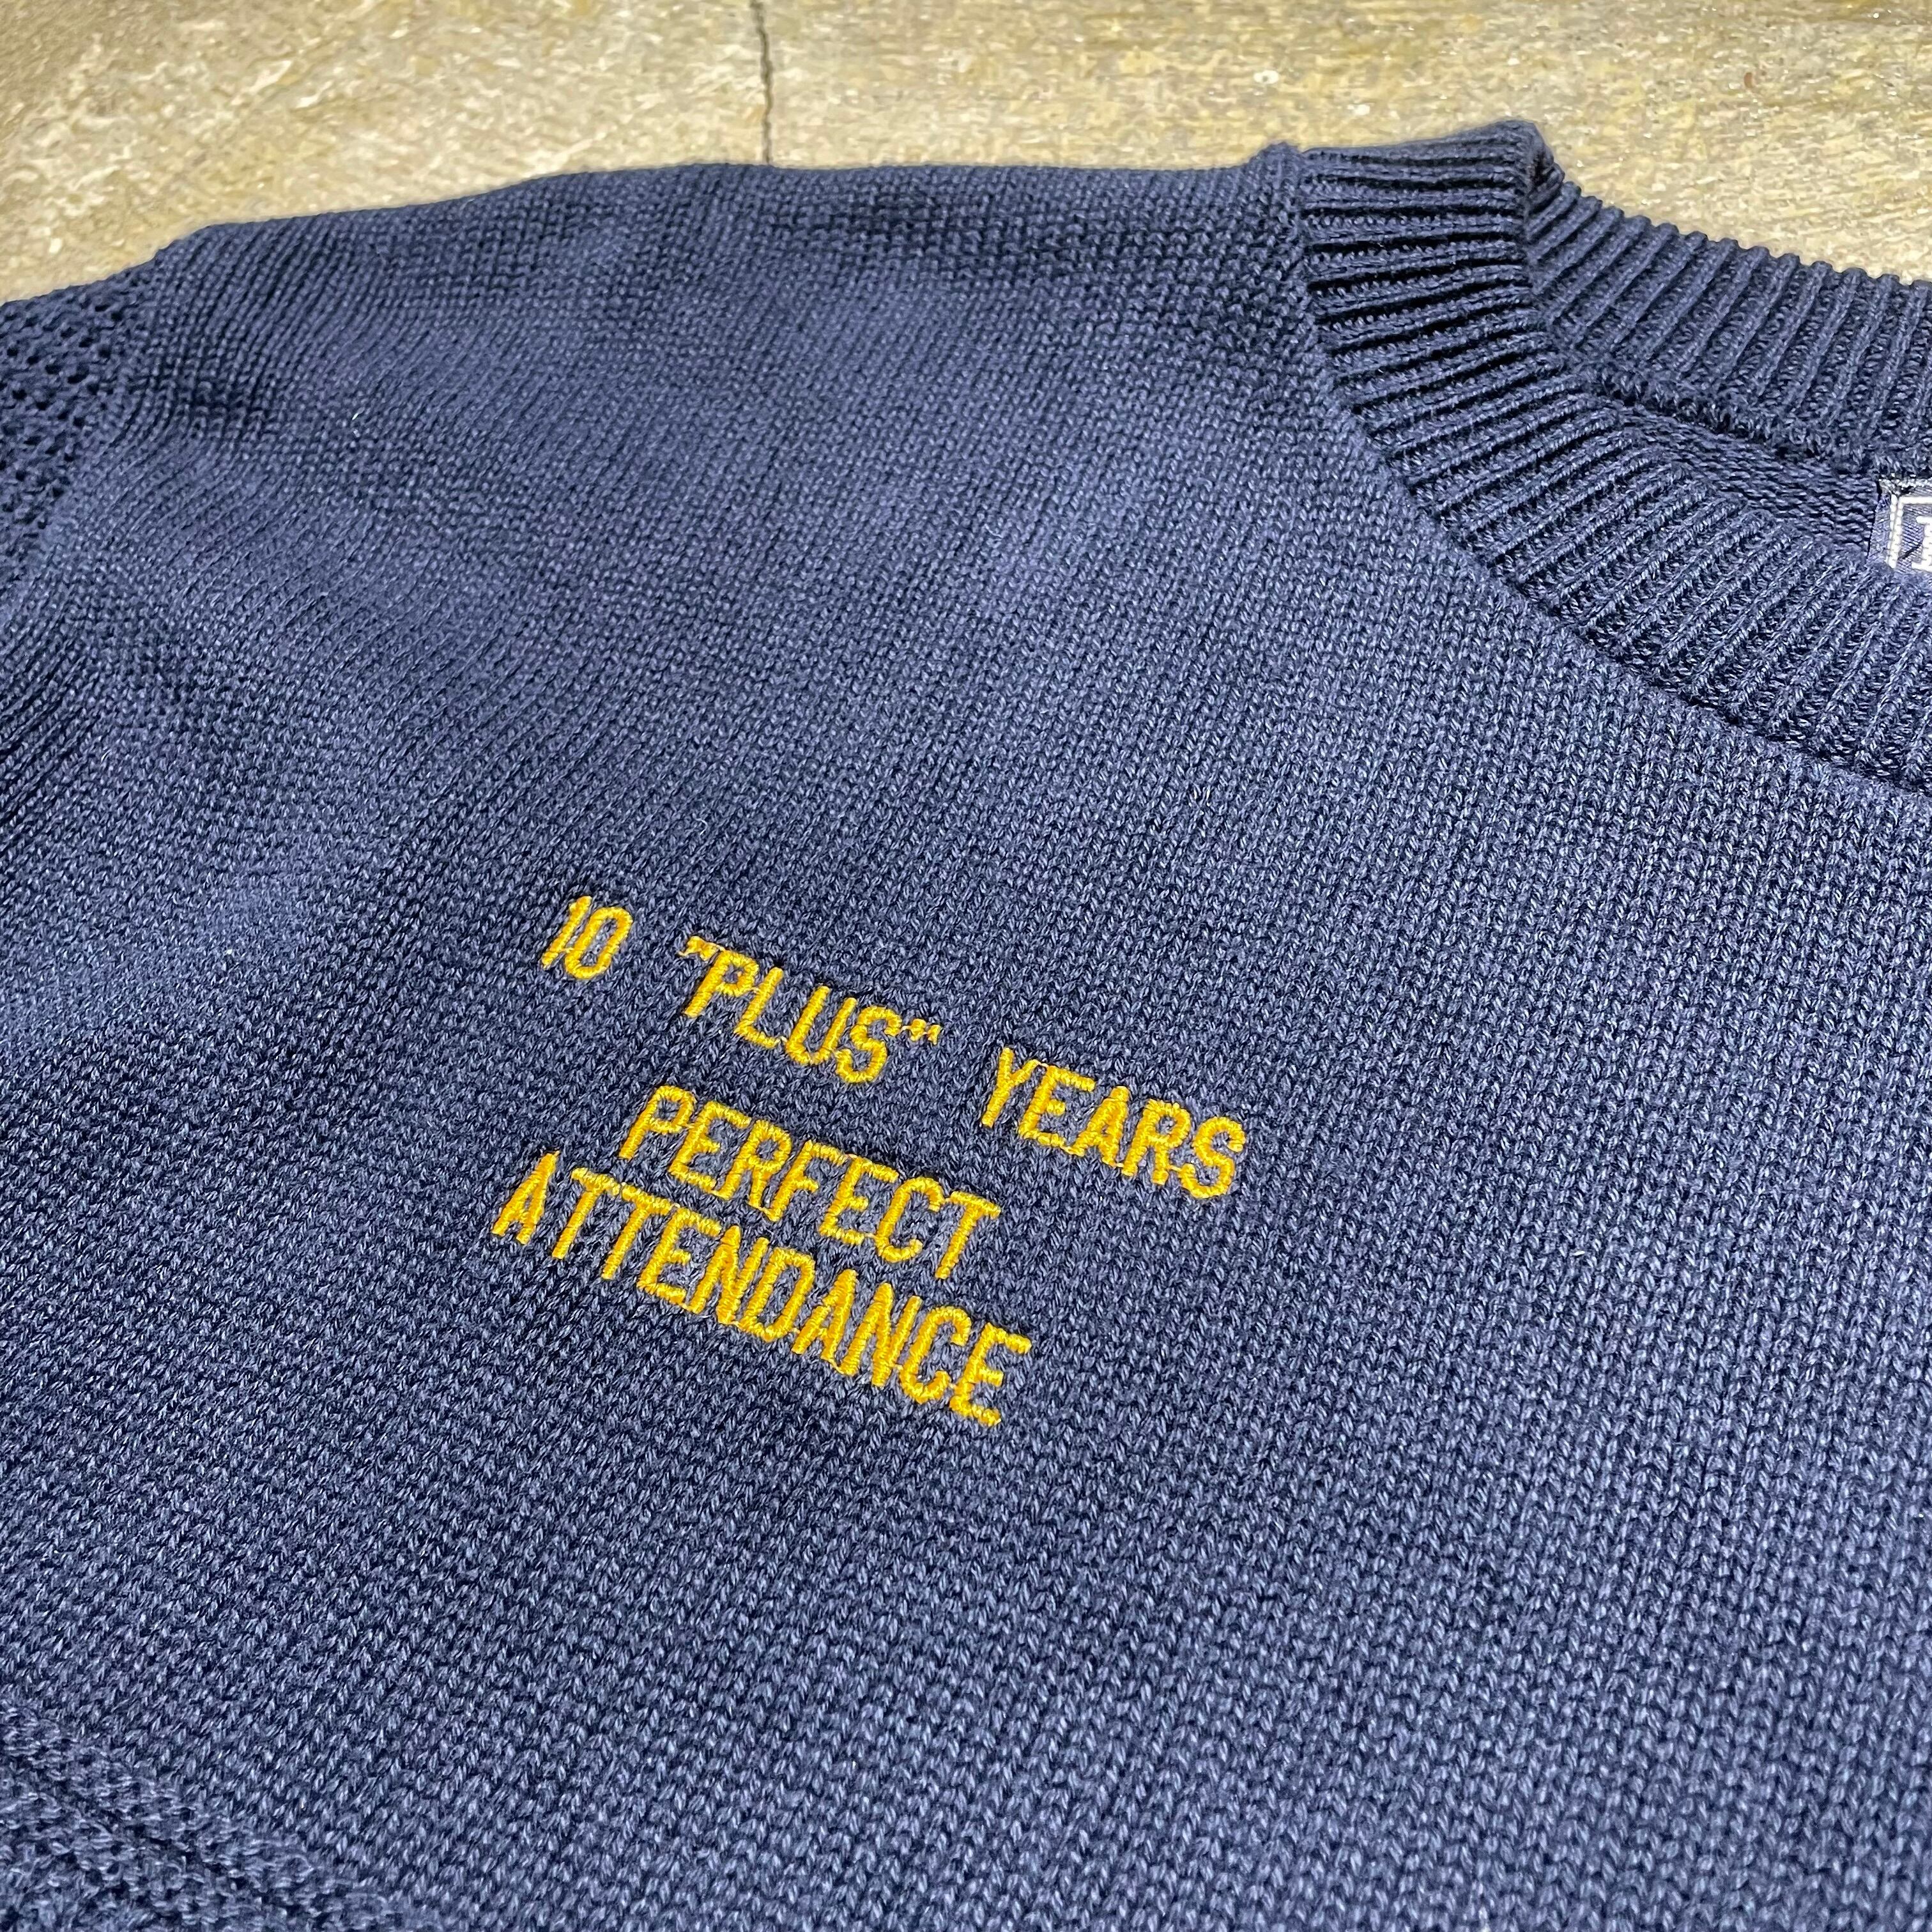 10 "PLUS" YEARS
PERFECT
ATTENDANCE